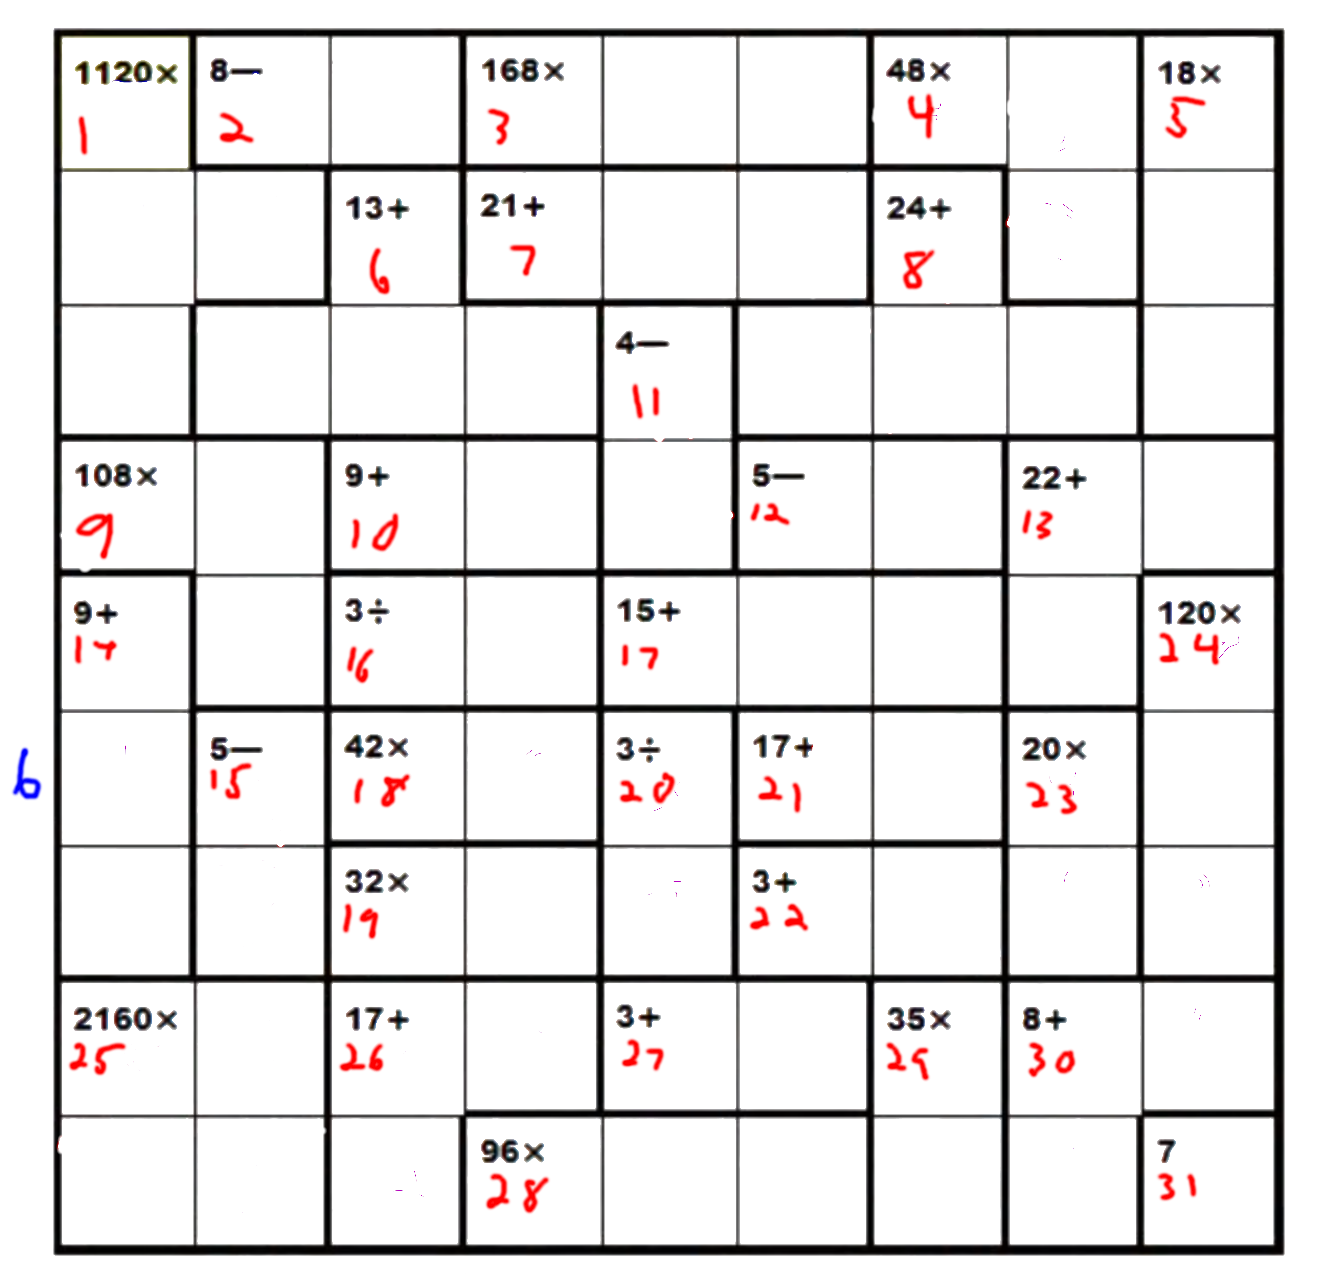 1120× 8— 168× 48× 18×
1 2 3 4 5
13+ 21+ 24+
6 7 8
4—
11
108× 9+ 5— 22+
9 10 12 13
9+ 3÷ 15+ 120×
14 16 17 24
5— 42× 3÷ 17+ 20×
6 15 18 20 21 23
32× 3+
19 22
2160× 17+ 3+ 35× 8+
25 26 27 29 30
96× 7
28 31